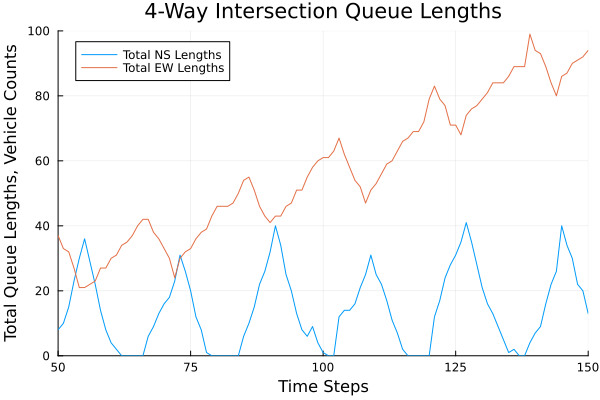 4-Way Intersection Queue Lengths
Total NS Lengths
Total EW Lengths
Total Queue Lengths, Vehicle Counts
100
80
60
40
20
0
50
75
100
125
150
Time Steps